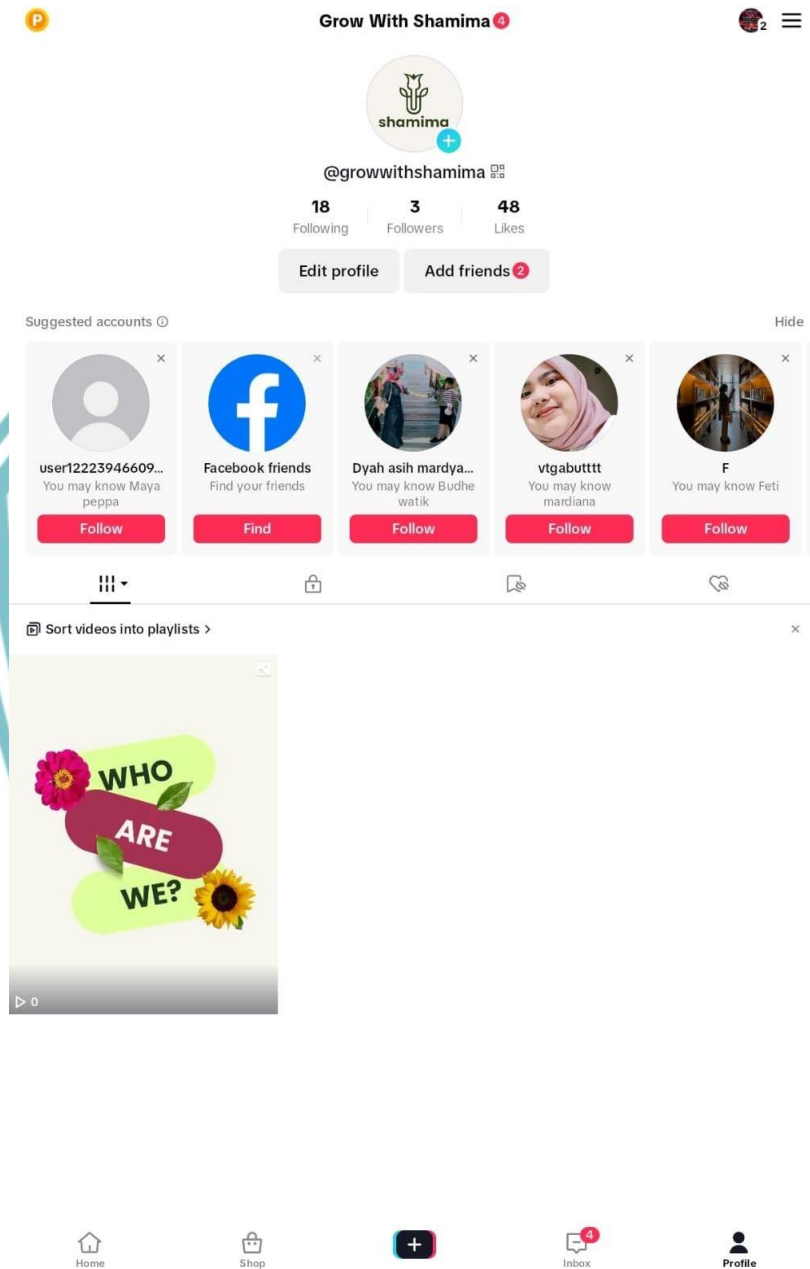 P
Grow With Shamima 4
2
shamima
@growwithshamima
18 3 48
Following Followers Likes
Edit profile Add friends 2
Suggested accounts Hide
user12223946609...
You may know Maya
peppa
Follow
Facebook friends
Find your friends
Find
Dyah asih mardya...
You may know Budhe
watik
Follow
vtgabutttt
You may know
mardiana
Follow
F
You may know Feti
Follow
Sort videos into playlists >
WHO
ARE
WE?
0
Home Shop Inbox 4 Profile